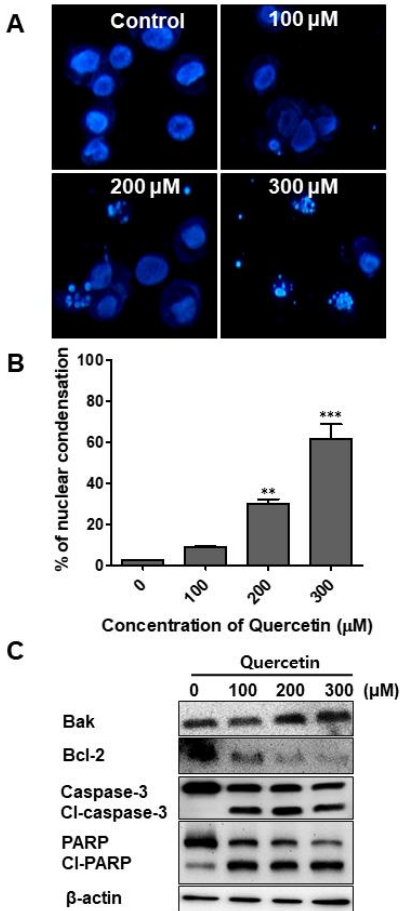 A
Control
100 µM
200 µM
300 µM
B
% of nuclear condensation
100
80
60
40
20
0
**
***
0
100
200
300
Concentration of Quercetin (µM)
C
Quercetin
0 100 200 300 (µM)
Bak
Bcl-2
Caspase-3
Cl-caspase-3
PARP
Cl-PARP
β-actin